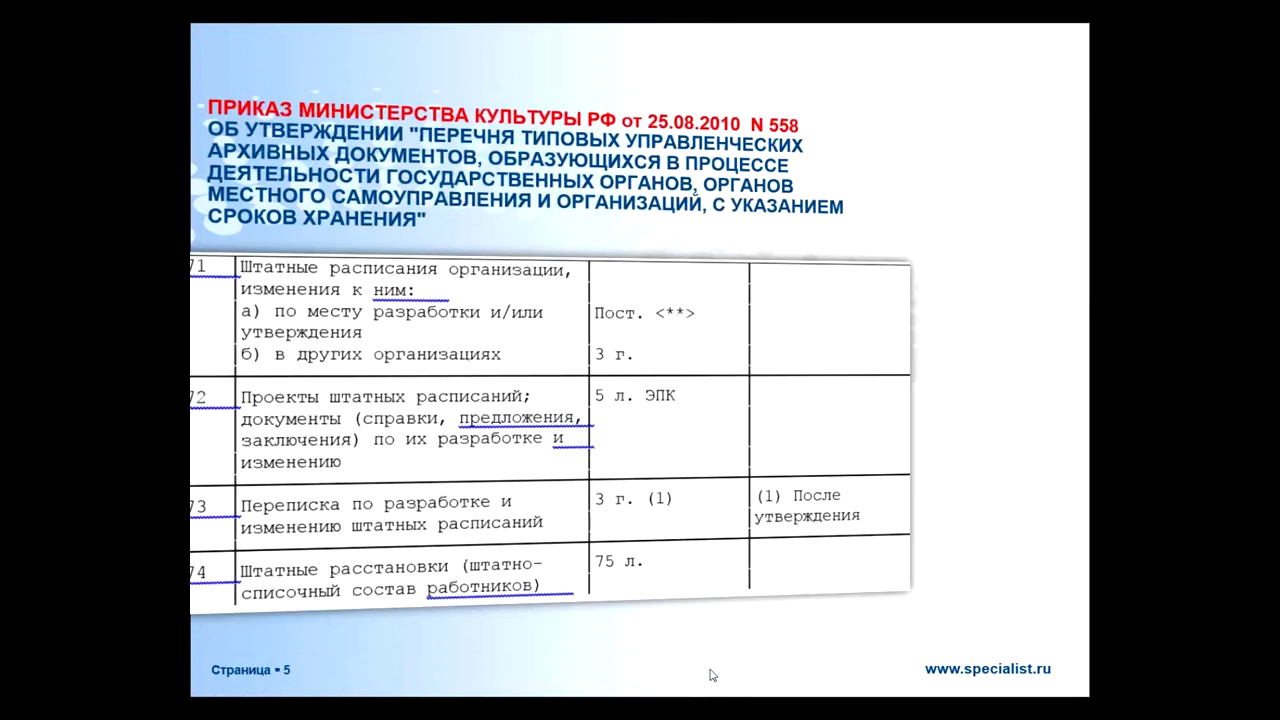 ПРИКАЗ МИНИСТЕРСТВА КУЛЬТУРЫ РФ от 25.08.2010 N 558
ОБ УТВЕРЖДЕНИИ "ПЕРЕЧНЯ ТИПОВЫХ УПРАВЛЕНЧЕСКИХ
АРХИВНЫХ ДОКУМЕНТОВ, ОБРАЗУЮЩИХСЯ В ПРОЦЕССЕ
ДЕЯТЕЛЬНОСТИ ГОСУДАРСТВЕННЫХ ОРГАНОВ, ОРГАНОВ
МЕСТНОГО САМОУПРАВЛЕНИЯ И ОРГАНИЗАЦИЙ, С УКАЗАНИЕМ
СРОКОВ ХРАНЕНИЯ"
71 Штатные расписания организации,
изменения к ним:
а) по месту разработки и/или Пост. <**>
утверждения
б) в других организациях 3 г.
72 Проекты штатных расписаний; 5 л. ЭПК
документы (справки, предложения,
заключения) по их разработке и
изменению
73 Переписка по разработке и 3 г. (1) (1) После
изменению штатных расписаний утверждения
74 Штатные расстановки (штатно- 75 л.
списочный состав работников)
Страница ▪ 5
www.specialist.ru